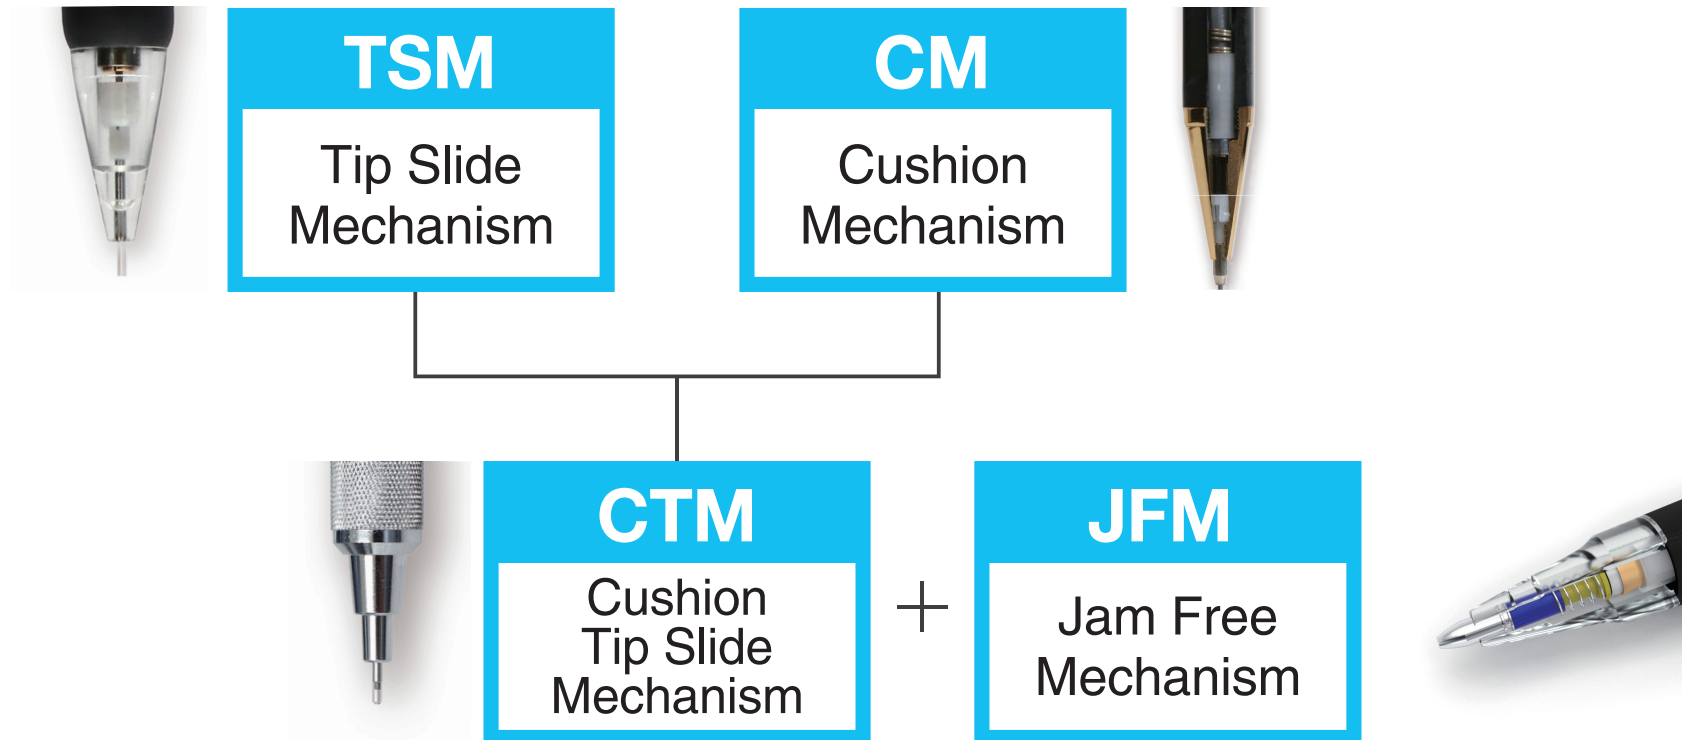 TSM
Tip Slide
Mechanism
CM
Cushion
Mechanism
CTM
Cushion
Tip Slide
Mechanism
+
JFM
Jam Free
Mechanism